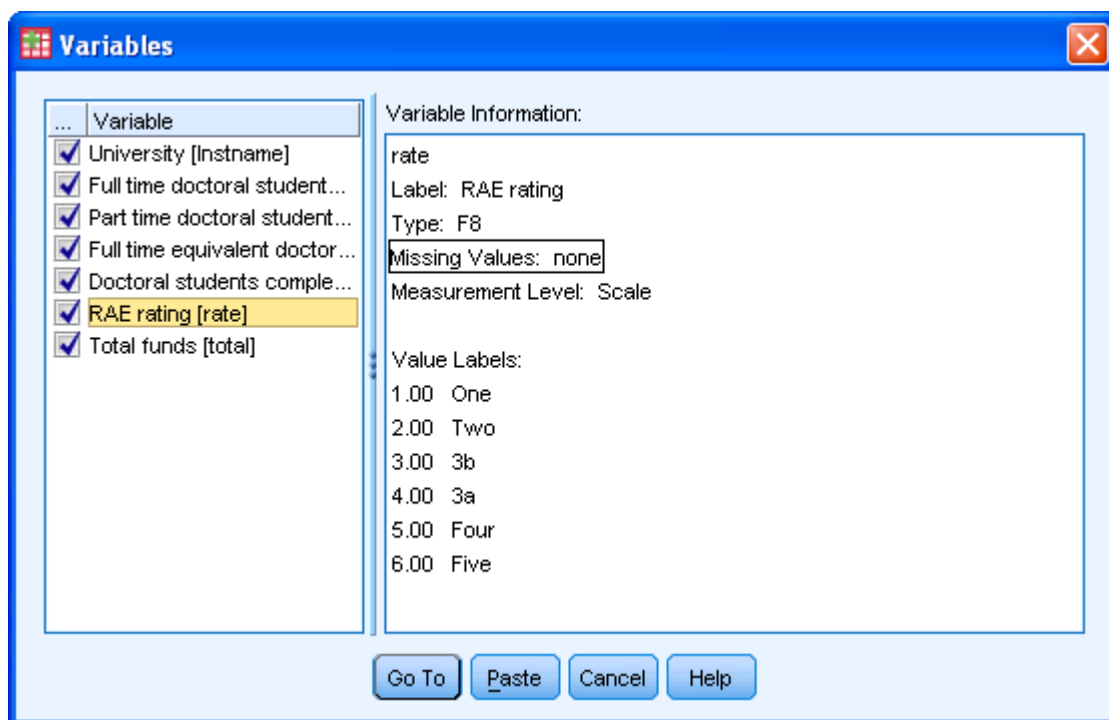 Variables
... Variable
University [Instname]
Full time doctoral student...
Part time doctoral student...
Full time equivalent doctor...
Doctoral students comple...
RAE rating [rate]
Total funds [total]
Variable Information:
rate
Label: RAE rating
Type: F8
Missing Values: none
Measurement Level: Scale
Value Labels:
1.00 One
2.00 Two
3.00 3b
4.00 3a
5.00 Four
6.00 Five
Go To Paste Cancel Help